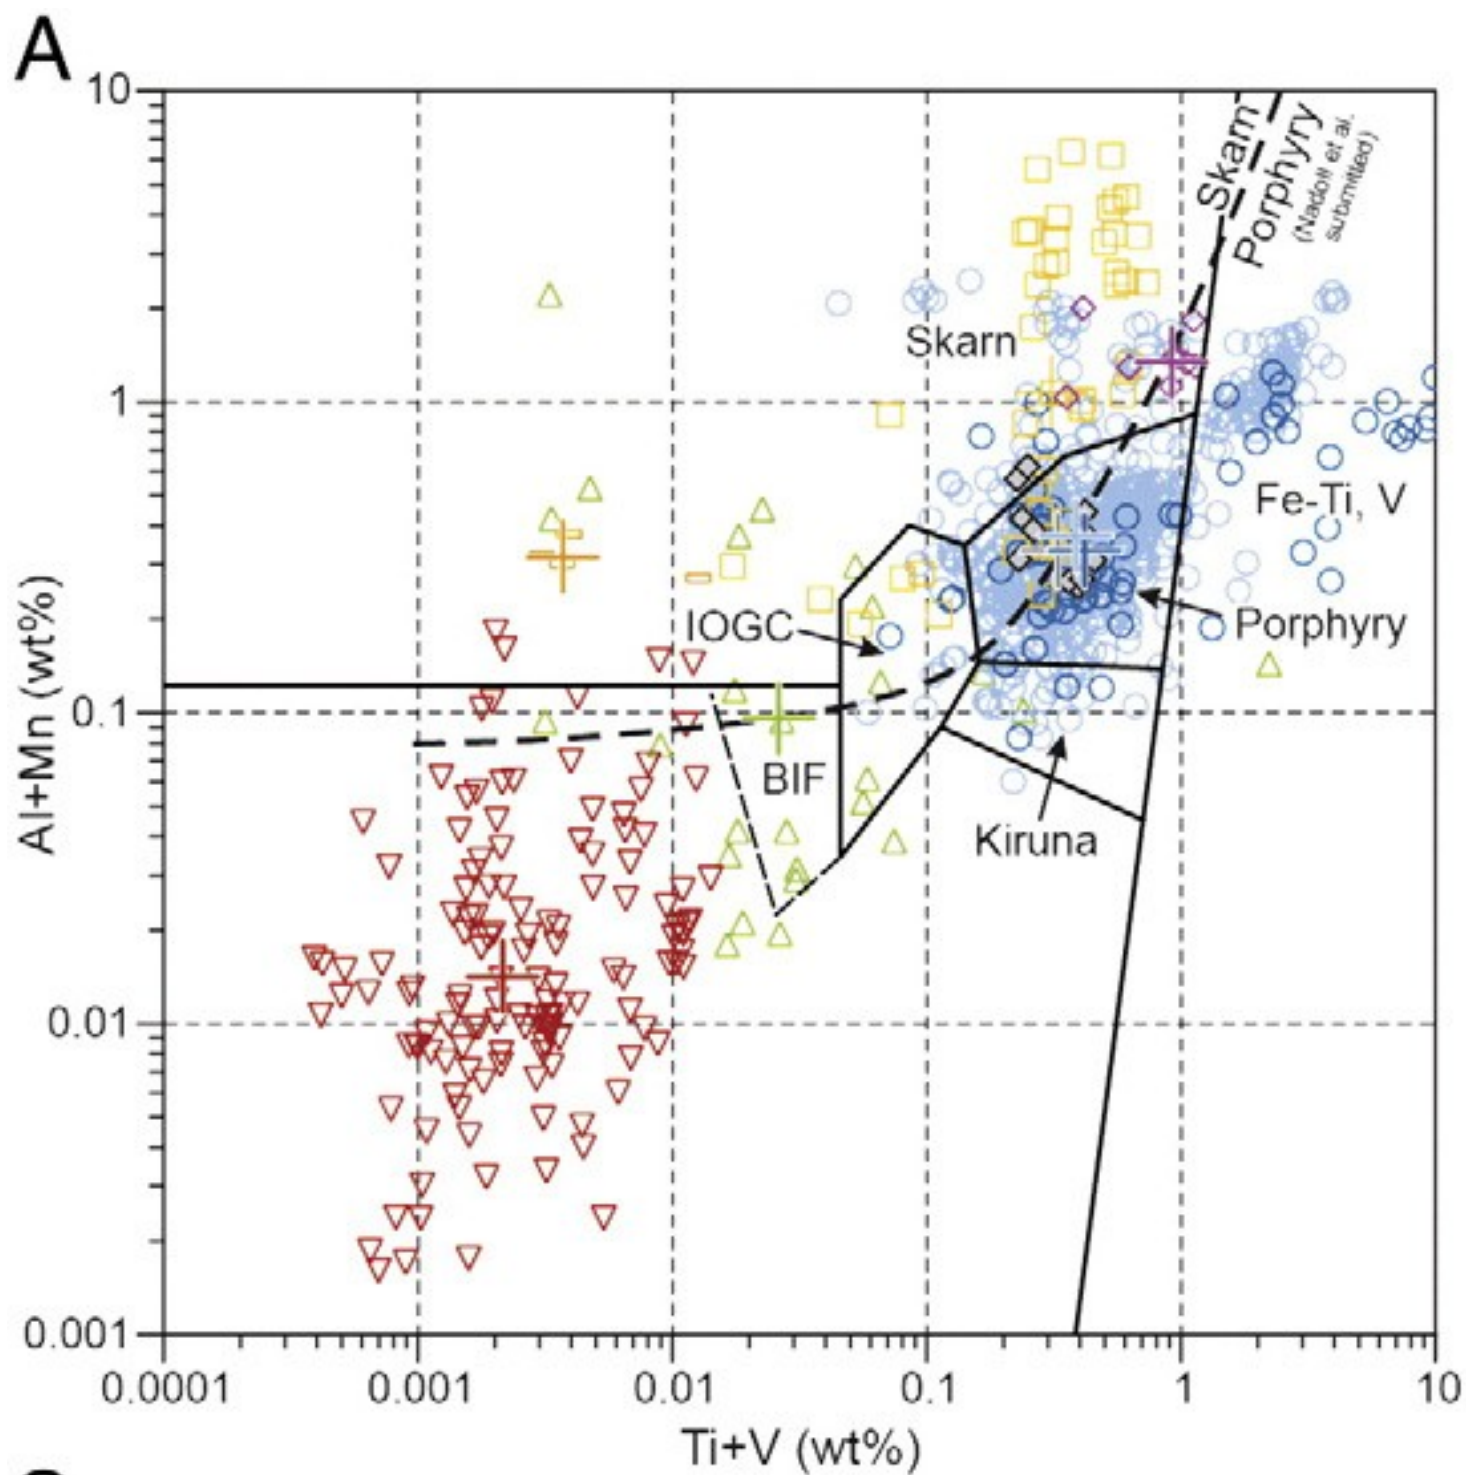 A
10
Skarn
Porphyry
(Nadoll et al.
submitted)
Skarn
1
Fe-Ti, V
Al+Mn (wt%)
IOGC
Porphyry
0.1
BIF
Kiruna
0.01
0.001
0.0001 0.001 0.01 0.1 1 10
Ti+V (wt%)